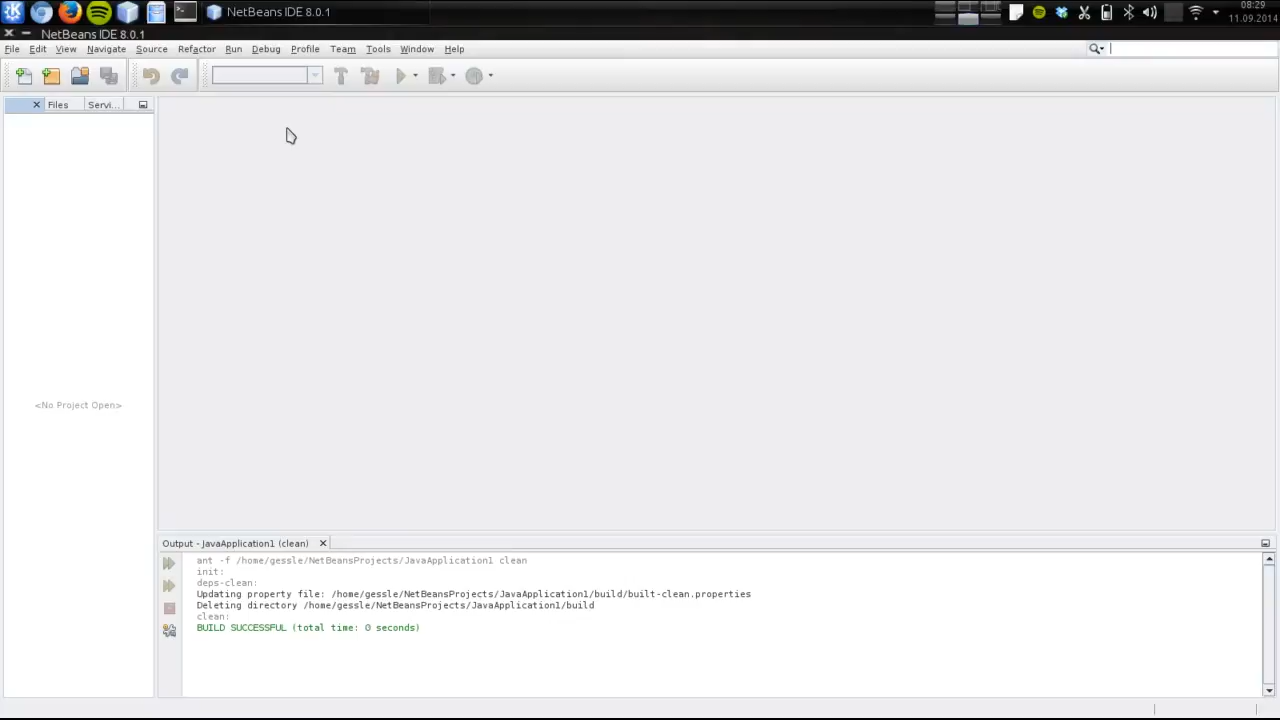 NetBeans IDE 8.0.1
08:29
11.09.2014
NetBeans IDE 8.0.1
File Edit View Navigate Source Refactor Run Debug Profile Team Tools Window Help
Files Servi...
<No Project Open>
Output - JavaApplication1 (clean)
ant -f /home/gessle/NetBeansProjects/JavaApplication1 clean
init:
deps-clean:
Updating property file: /home/gessle/NetBeansProjects/JavaApplication1/build/built-clean.properties
Deleting directory /home/gessle/NetBeansProjects/JavaApplication1/build
clean:
BUILD SUCCESSFUL (total time: 0 seconds)